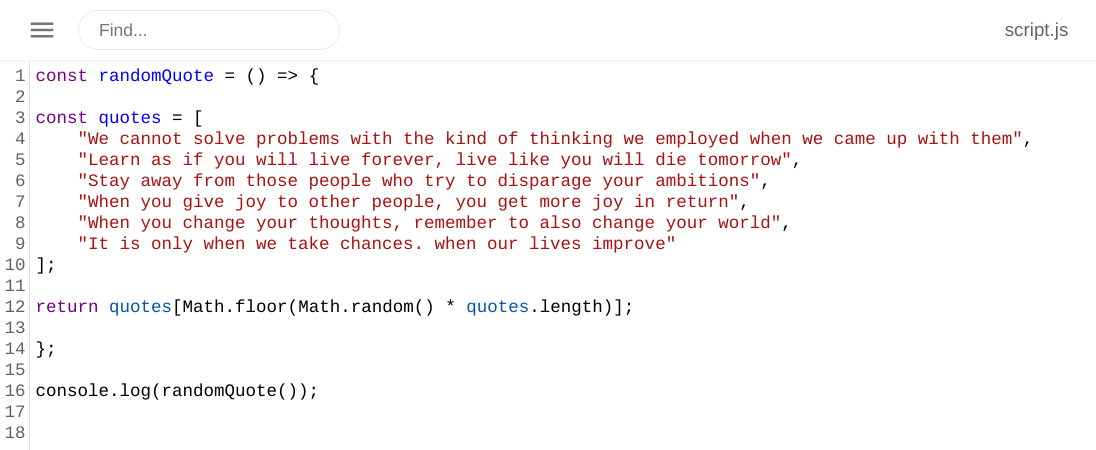 Find...
script.js
1 const randomQuote = () => {
2
3 const quotes = [
4     "We cannot solve problems with the kind of thinking we employed when we came up with them",
5     "Learn as if you will live forever, live like you will die tomorrow",
6     "Stay away from those people who try to disparage your ambitions",
7     "When you give joy to other people, you get more joy in return",
8     "When you change your thoughts, remember to also change your world",
9     "It is only when we take chances. when our lives improve"
10 ];
11
12 return quotes[Math.floor(Math.random() * quotes.length)];
13
14 };
15
16 console.log(randomQuote());
17
18